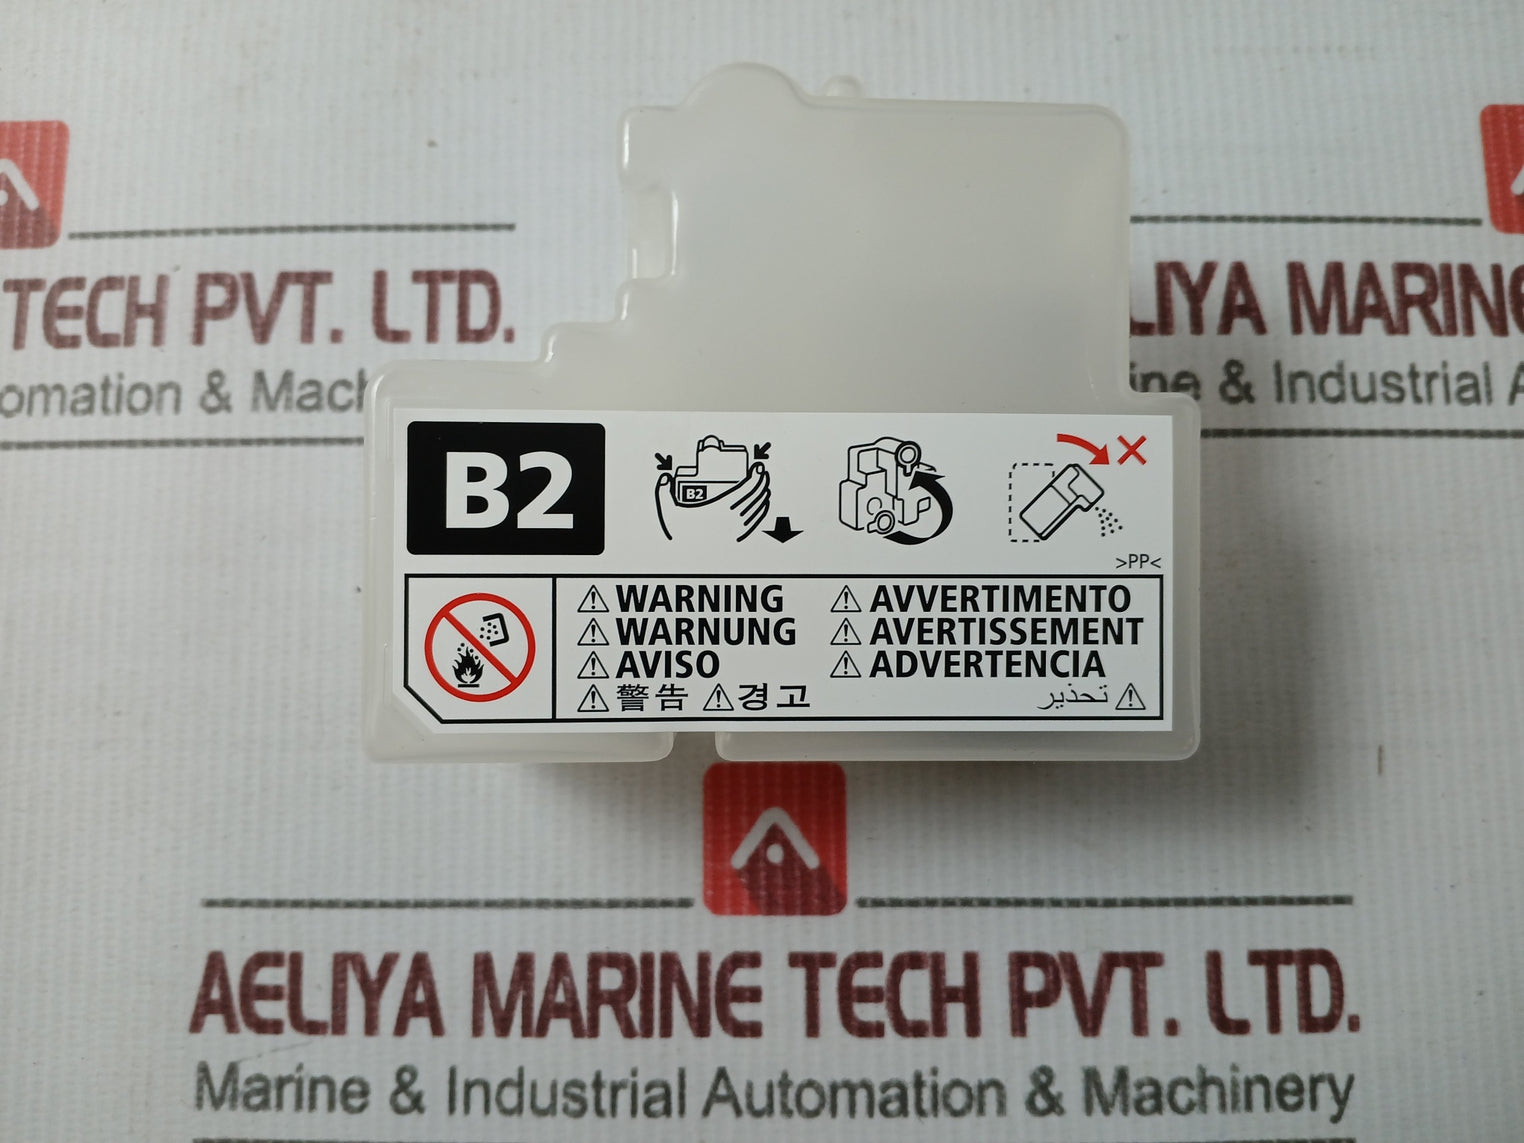 TECH PVT. LTD.
LIYA MARINE
omation & Mach
ine & Industrial A
B2
B2
>PP<
⚠ WARNING ⚠ AVVERTIMENTO
⚠ WARNUNG ⚠ AVERTISSEMENT
⚠ AVISO ⚠ ADVERTENCIA
⚠ 警告 ⚠ 경고 ⚠ تحذير
AELIYA MARINE TECH PVT. LTD.
Marine & Industrial Automation & Machinery